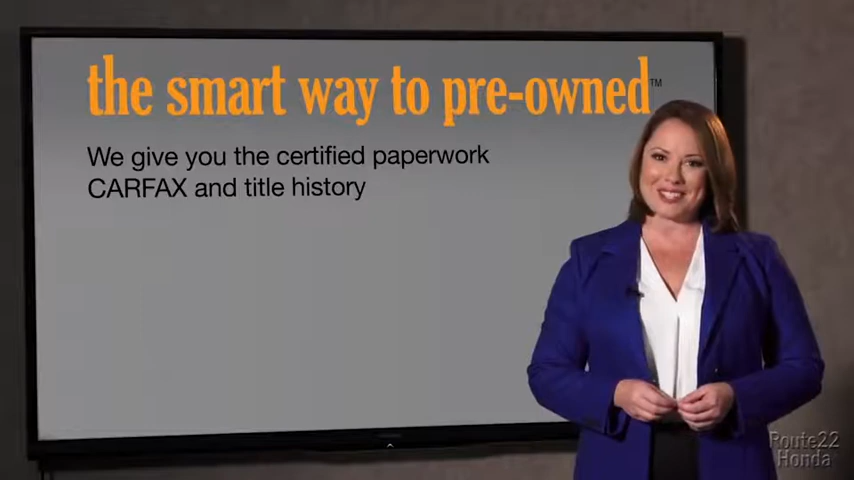 the smart way to pre-owned™
We give you the certified paperwork
CARFAX and title history
Route22
Honda